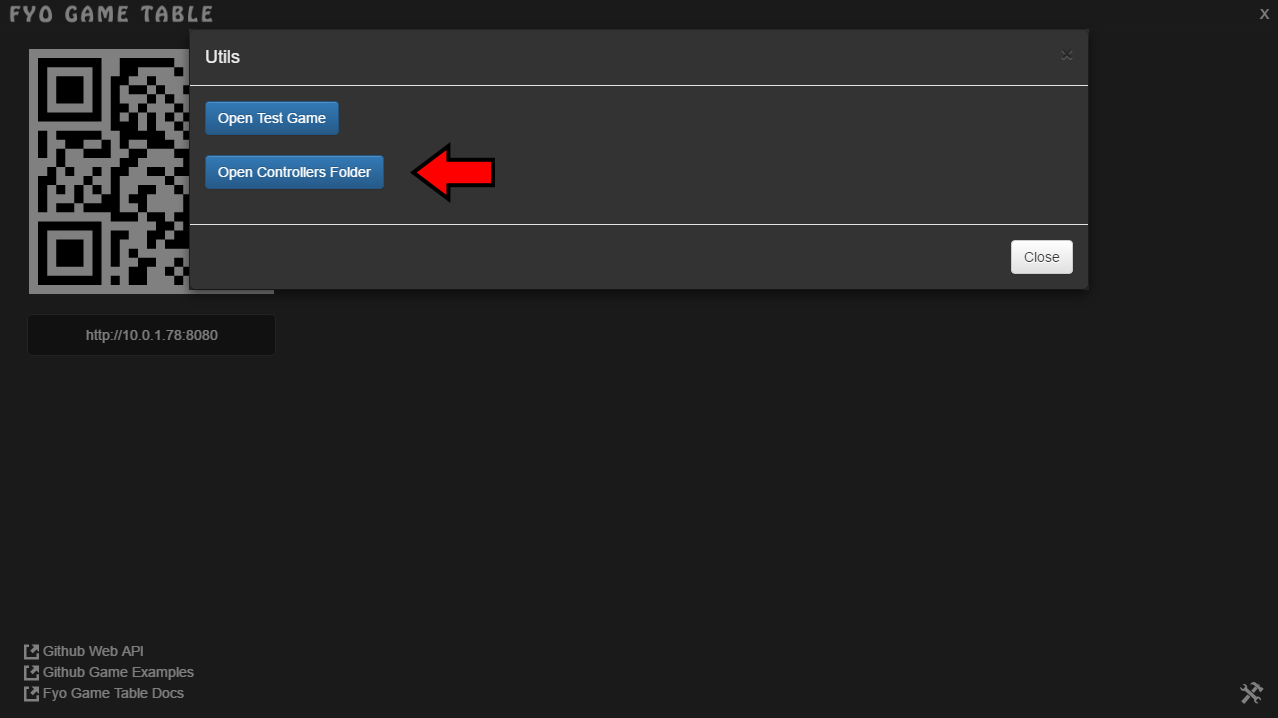 FYO GAME TABLE
X
Utils
×
Open Test Game
Open Controllers Folder
Close
http://10.0.1.78:8080
Github Web API
Github Game Examples
Fyo Game Table Docs